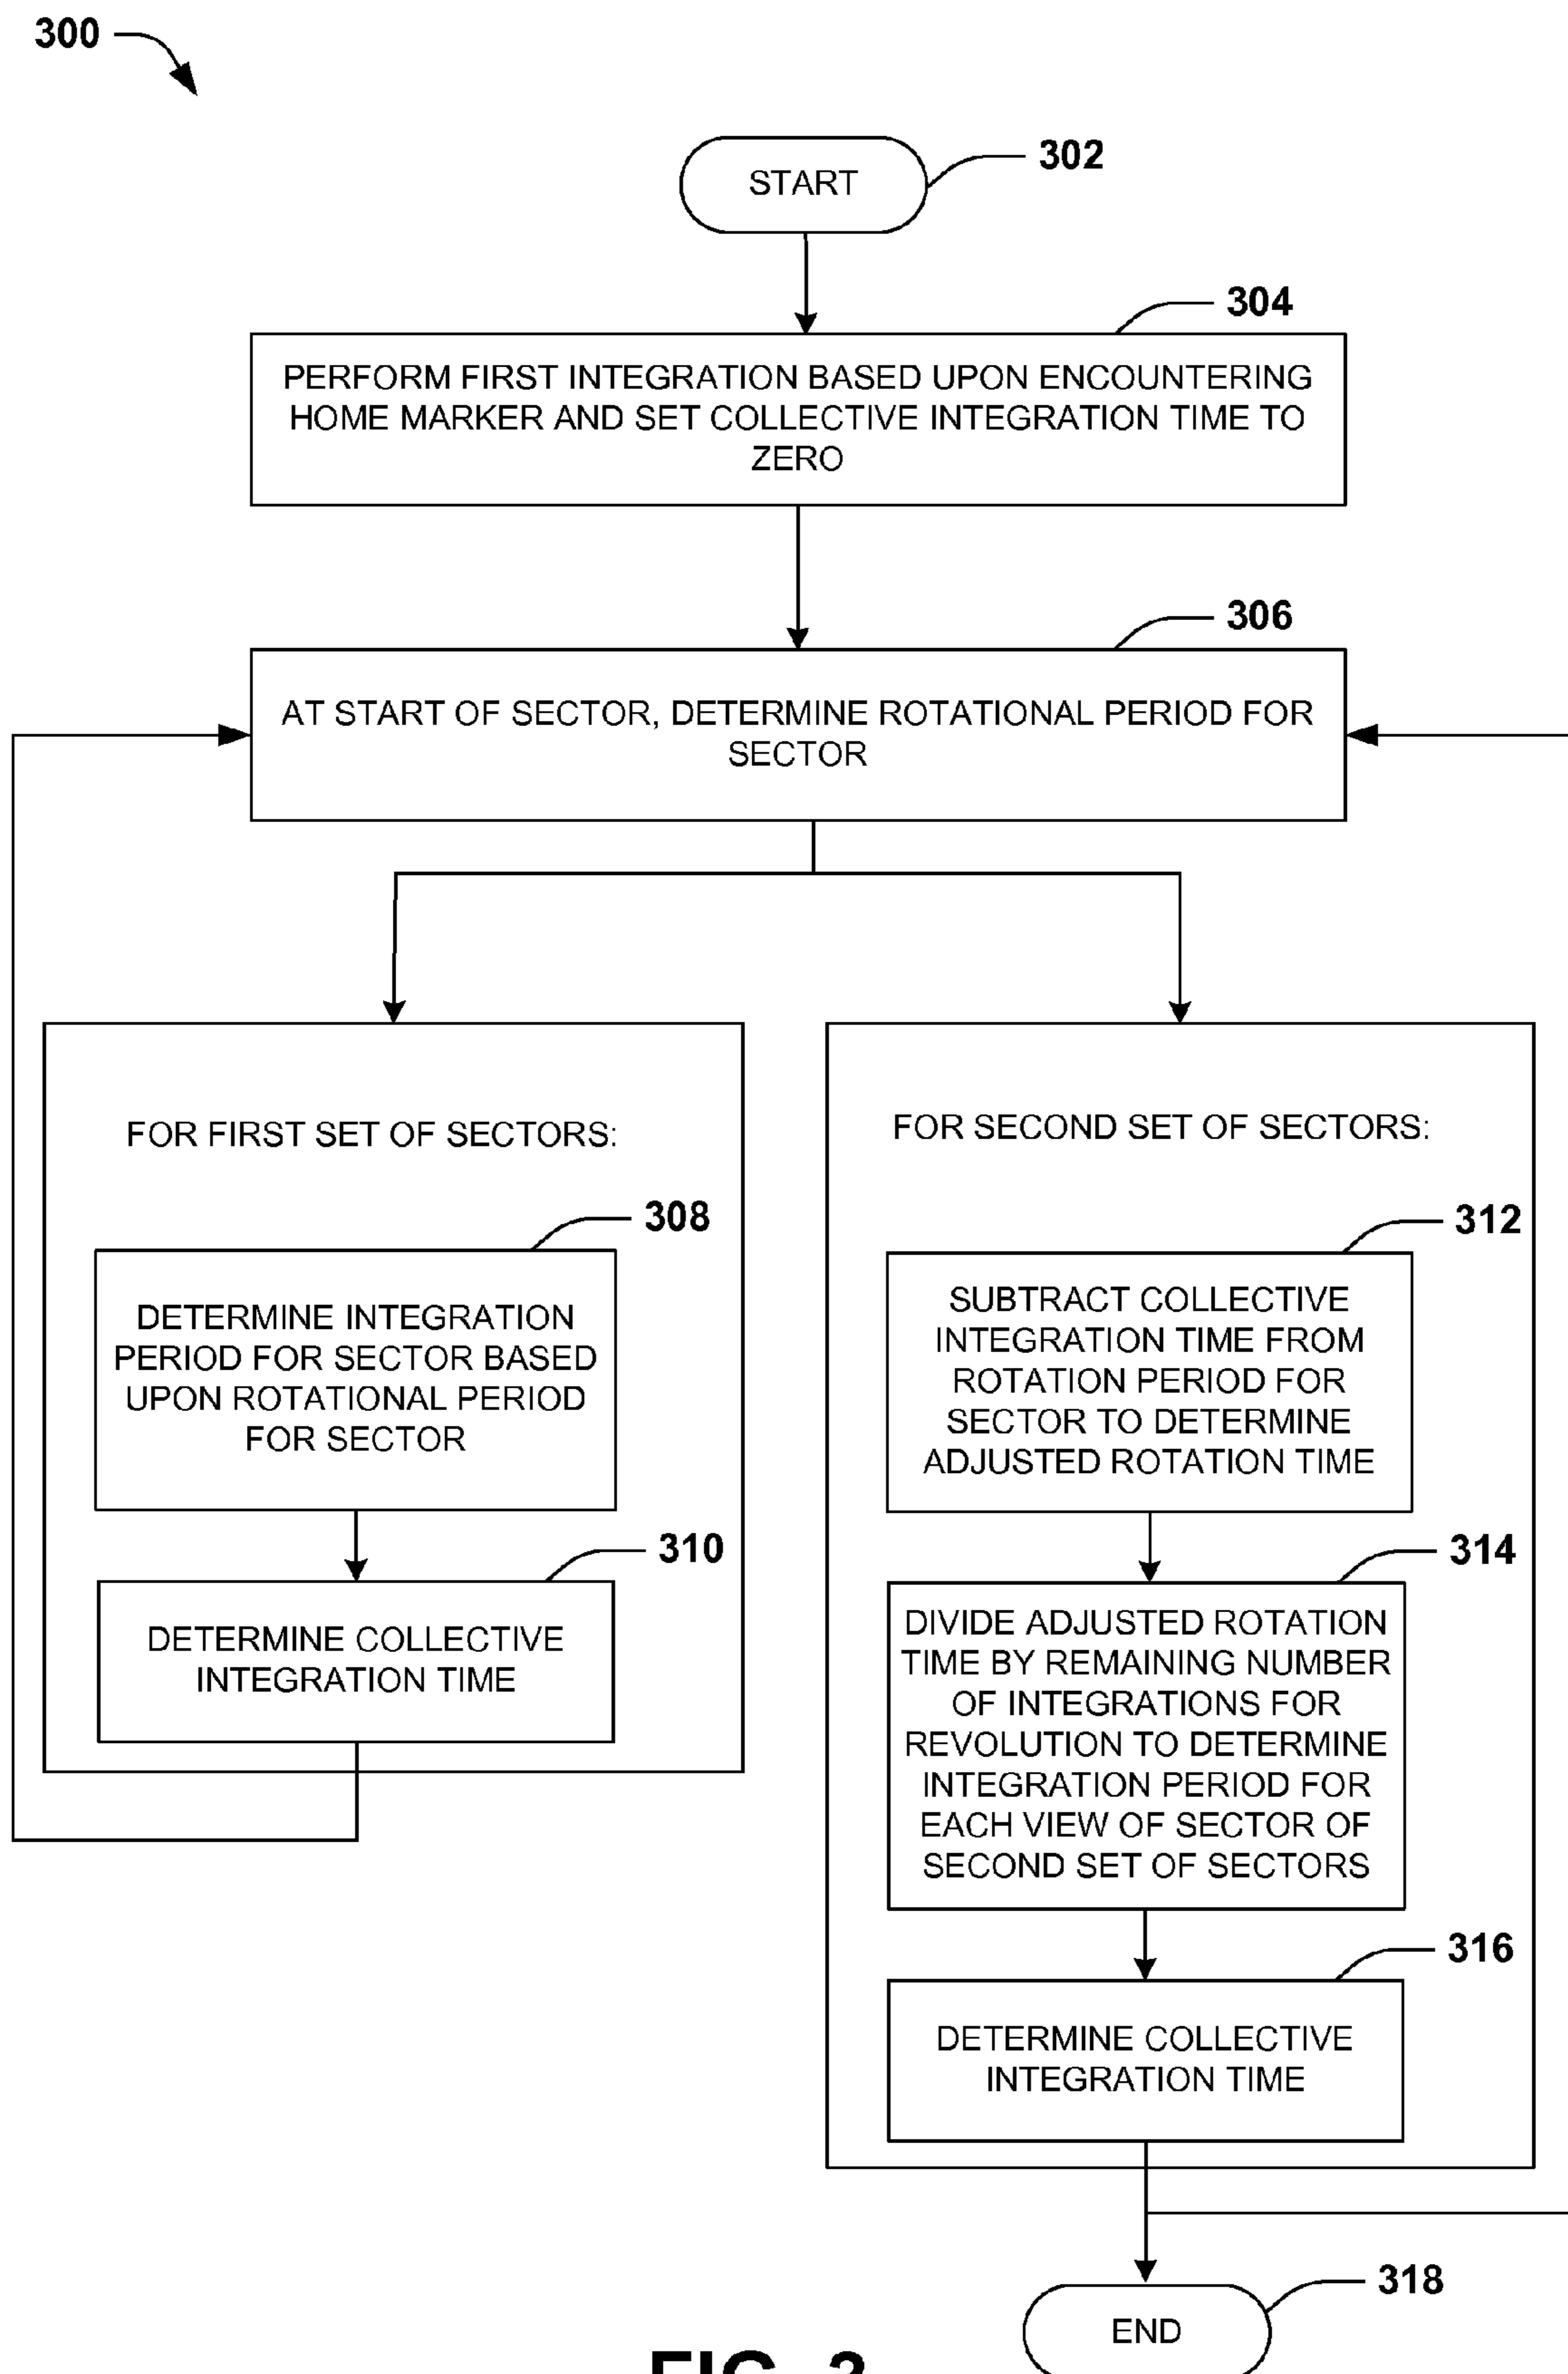 300
START
302
304
PERFORM FIRST INTEGRATION BASED UPON ENCOUNTERING
HOME MARKER AND SET COLLECTIVE INTEGRATION TIME TO
ZERO
306
AT START OF SECTOR, DETERMINE ROTATIONAL PERIOD FOR
SECTOR
FOR FIRST SET OF SECTORS:
308
DETERMINE INTEGRATION
PERIOD FOR SECTOR BASED
UPON ROTATIONAL PERIOD
FOR SECTOR
310
DETERMINE COLLECTIVE
INTEGRATION TIME
FOR SECOND SET OF SECTORS:
312
SUBTRACT COLLECTIVE
INTEGRATION TIME FROM
ROTATION PERIOD FOR
SECTOR TO DETERMINE
ADJUSTED ROTATION TIME
314
DIVIDE ADJUSTED ROTATION
TIME BY REMAINING NUMBER
OF INTEGRATIONS FOR
REVOLUTION TO DETERMINE
INTEGRATION PERIOD FOR
EACH VIEW OF SECTOR OF
SECOND SET OF SECTORS
316
DETERMINE COLLECTIVE
INTEGRATION TIME
318
END